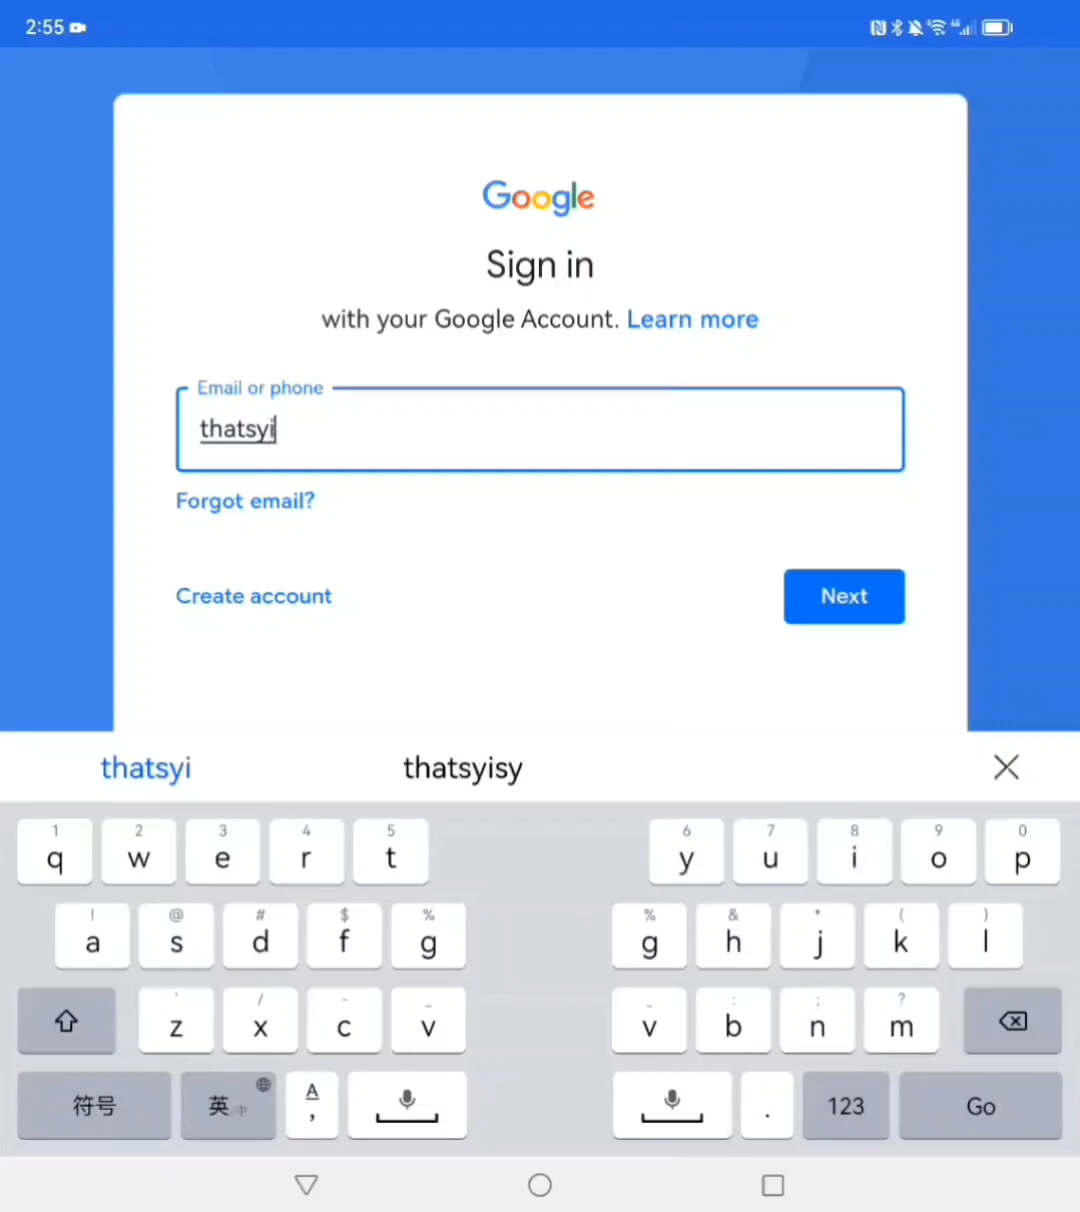 2:55
Google
Sign in
with your Google Account. Learn more
Email or phone
thatsyi
Forgot email?
Create account
Next
thatsyi thatsyisy
1 2 3 4 5 6 7 8 9 0
q w e r t y u i o p
! @ # $ % % & * ( )
a s d f g g h j k l
' / - _ _ : ; ?
z x c v v b n m
符号 英/中 A , . 123 Go